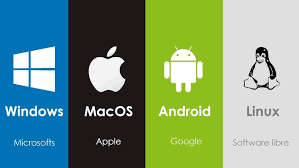 Windows
MacOS
Android
Linux
Microsofts
Apple
Google
Software libre